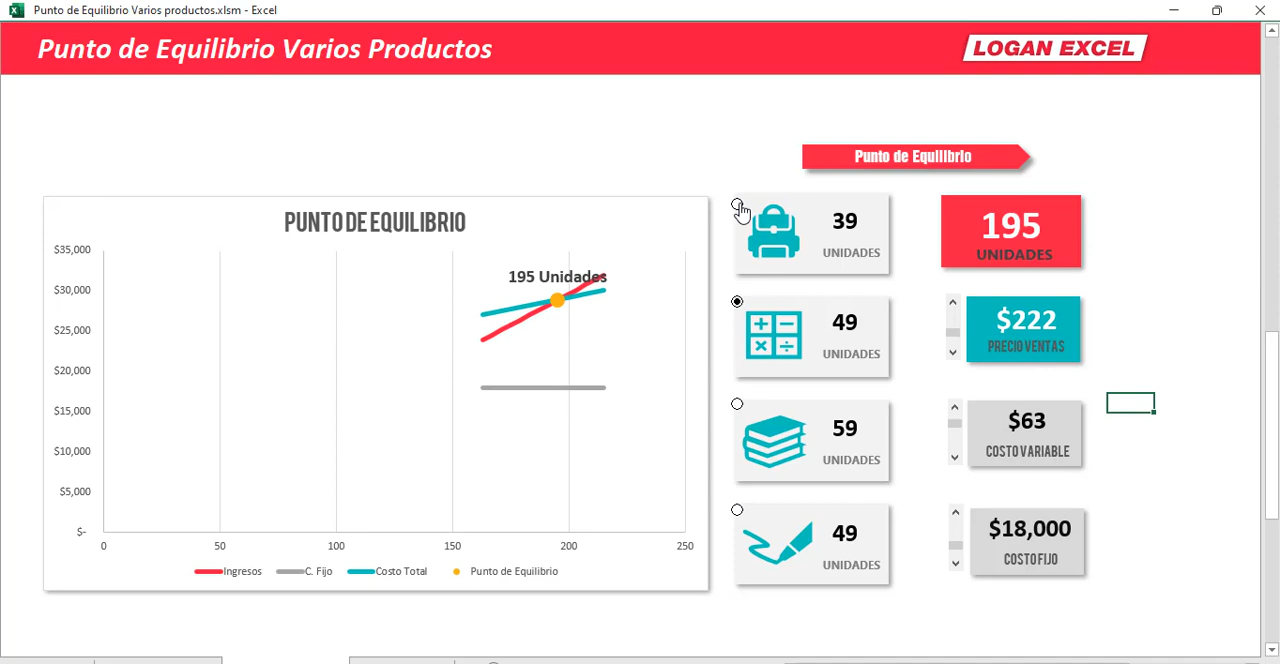 Punto de Equilibrio Varios productos.xlsm - Excel
Punto de Equilibrio Varios Productos
LOGAN EXCEL
Punto de Equilibrio
PUNTO DE EQUILIBRIO
$35,000
$30,000
$25,000
$20,000
$15,000
$10,000
$5,000
$-
195 Unidades
0 50 100 150 200 250
Ingresos C. Fijo Costo Total Punto de Equilibrio
39
UNIDADES
195
UNIDADES
49
UNIDADES
$222
PRECIO VENTAS
59
UNIDADES
$63
COSTO VARIABLE
49
UNIDADES
$18,000
COSTO FIJO